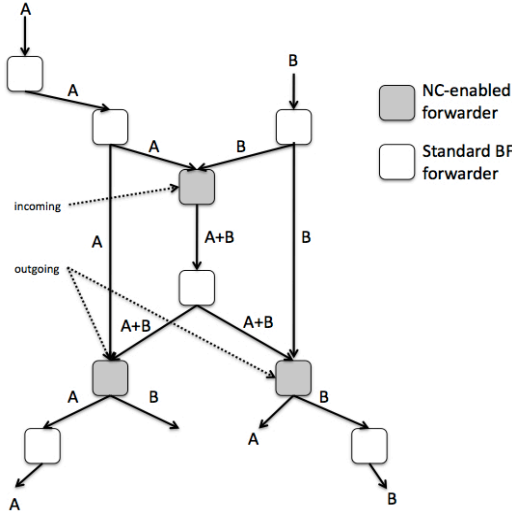 A
A
B
NC-enabled
forwarder
A
B
Standard BF
forwarder
incoming
A
A+B
B
outgoing
A+B
A+B
A
B
B
A
A
B